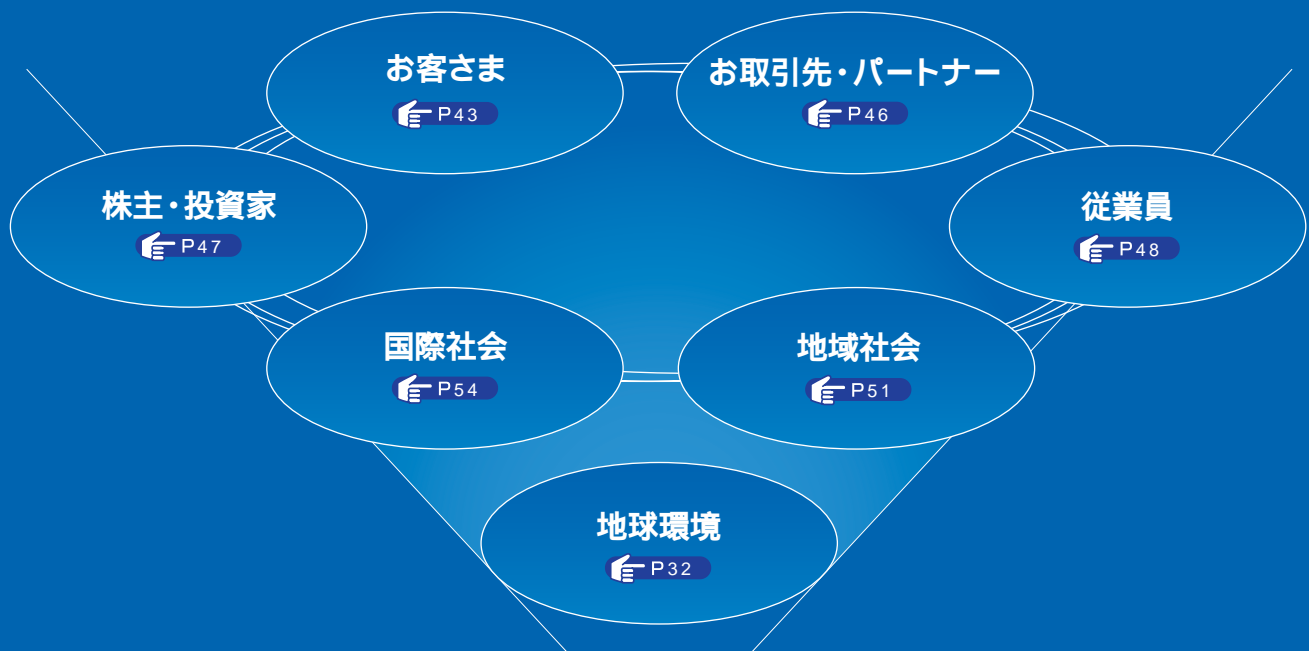 お客さま
P43
お取引先・パートナー
P46
株主・投資家
P47
従業員
P48
国際社会
P54
地域社会
P51
地球環境
P32